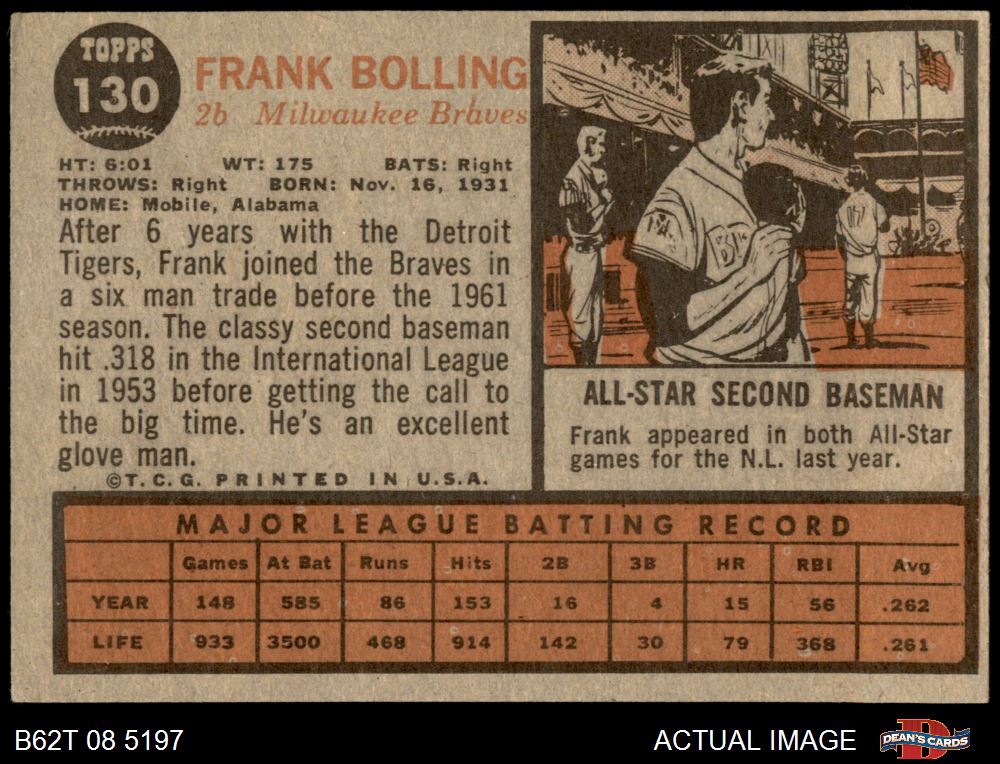 TOPPS
130
FRANK BOLLING
2b Milwaukee Braves
HT: 6:01 WT: 175 BATS: Right
THROWS: Right BORN: Nov. 16, 1931
HOME: Mobile, Alabama
After 6 years with the Detroit
Tigers, Frank joined the Braves in
a six man trade before the 1961
season. The classy second baseman
hit .318 in the International League
in 1953 before getting the call to
the big time. He's an excellent
glove man.
©T.C.G. PRINTED IN U.S.A.
ALL-STAR SECOND BASEMAN
Frank appeared in both All-Star
games for the N.L. last year.
MAJOR LEAGUE BATTING RECORD
Games At Bat Runs Hits 2B 3B HR RBI Avg
YEAR 148 585 86 153 16 4 15 56 .262
LIFE 933 3500 468 914 142 30 79 368 .261
B62T 08 5197
ACTUAL IMAGE
DEAN'S CARDS